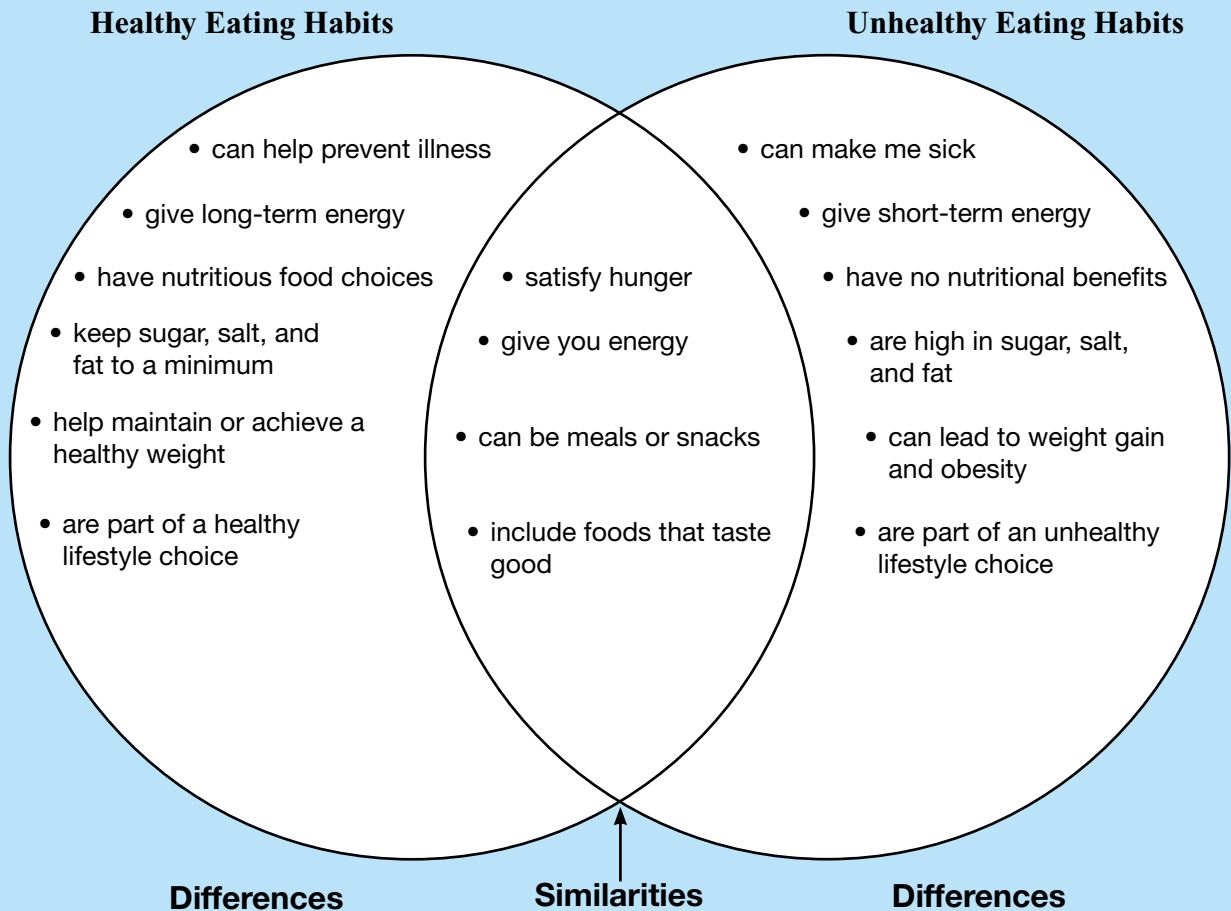 Healthy Eating Habits
Unhealthy Eating Habits
• can help prevent illness
• give long-term energy
• have nutritious food choices
• keep sugar, salt, and
fat to a minimum
• help maintain or achieve a
healthy weight
• are part of a healthy
lifestyle choice
• satisfy hunger
• give you energy
• can be meals or snacks
• include foods that taste
good
• can make me sick
• give short-term energy
• have no nutritional benefits
• are high in sugar, salt,
and fat
• can lead to weight gain
and obesity
• are part of an unhealthy
lifestyle choice
Differences
Similarities
Differences